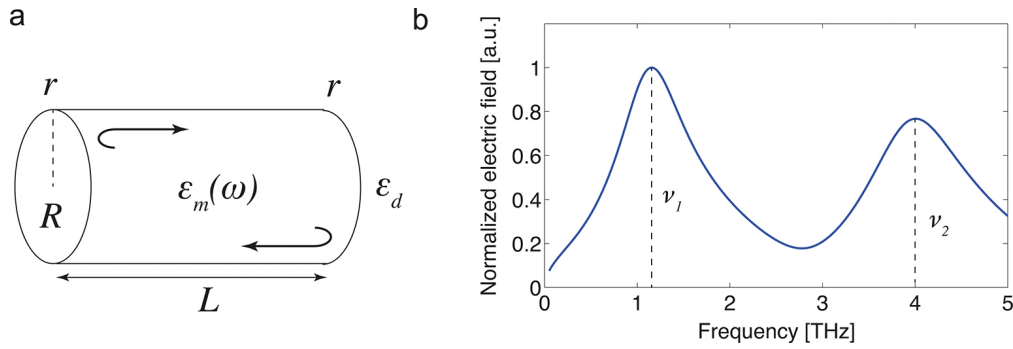 a
r
r
R
εm(ω)
εd
L
b
Normalized electric field [a.u.]
1
0.8
0.6
0.4
0.2
0
ν1
ν2
0 1 2 3 4 5
Frequency [THz]